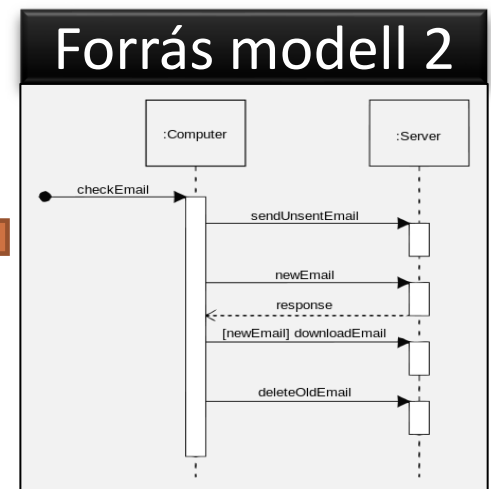 Forrás modell 2
:Computer
:Server
checkEmail
sendUnsentEmail
newEmail
response
[newEmail] downloadEmail
deleteOldEmail